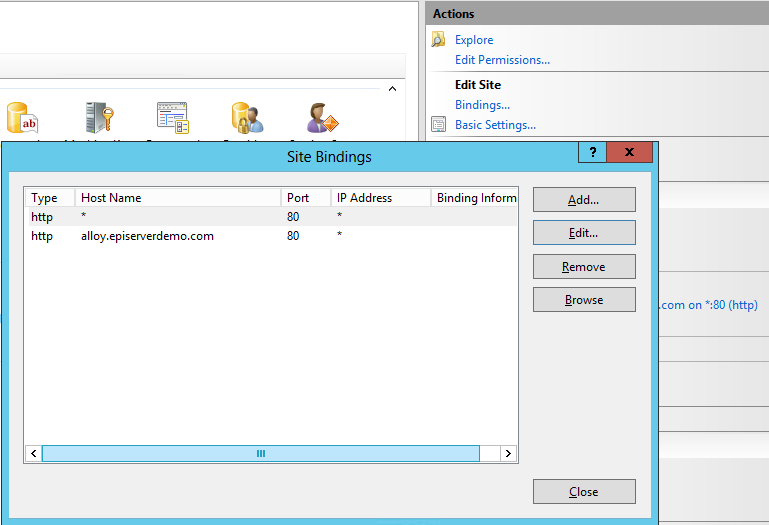 Actions
Explore
Edit Permissions...
Edit Site
Bindings...
Basic Settings...
ab
Site Bindings
?
x
Type Host Name Port IP Address Binding Inform
http * 80 *
http alloy.episerverdemo.com 80 *
Add...
Edit...
Remove
Browse
.com on *:80 (http)
Close